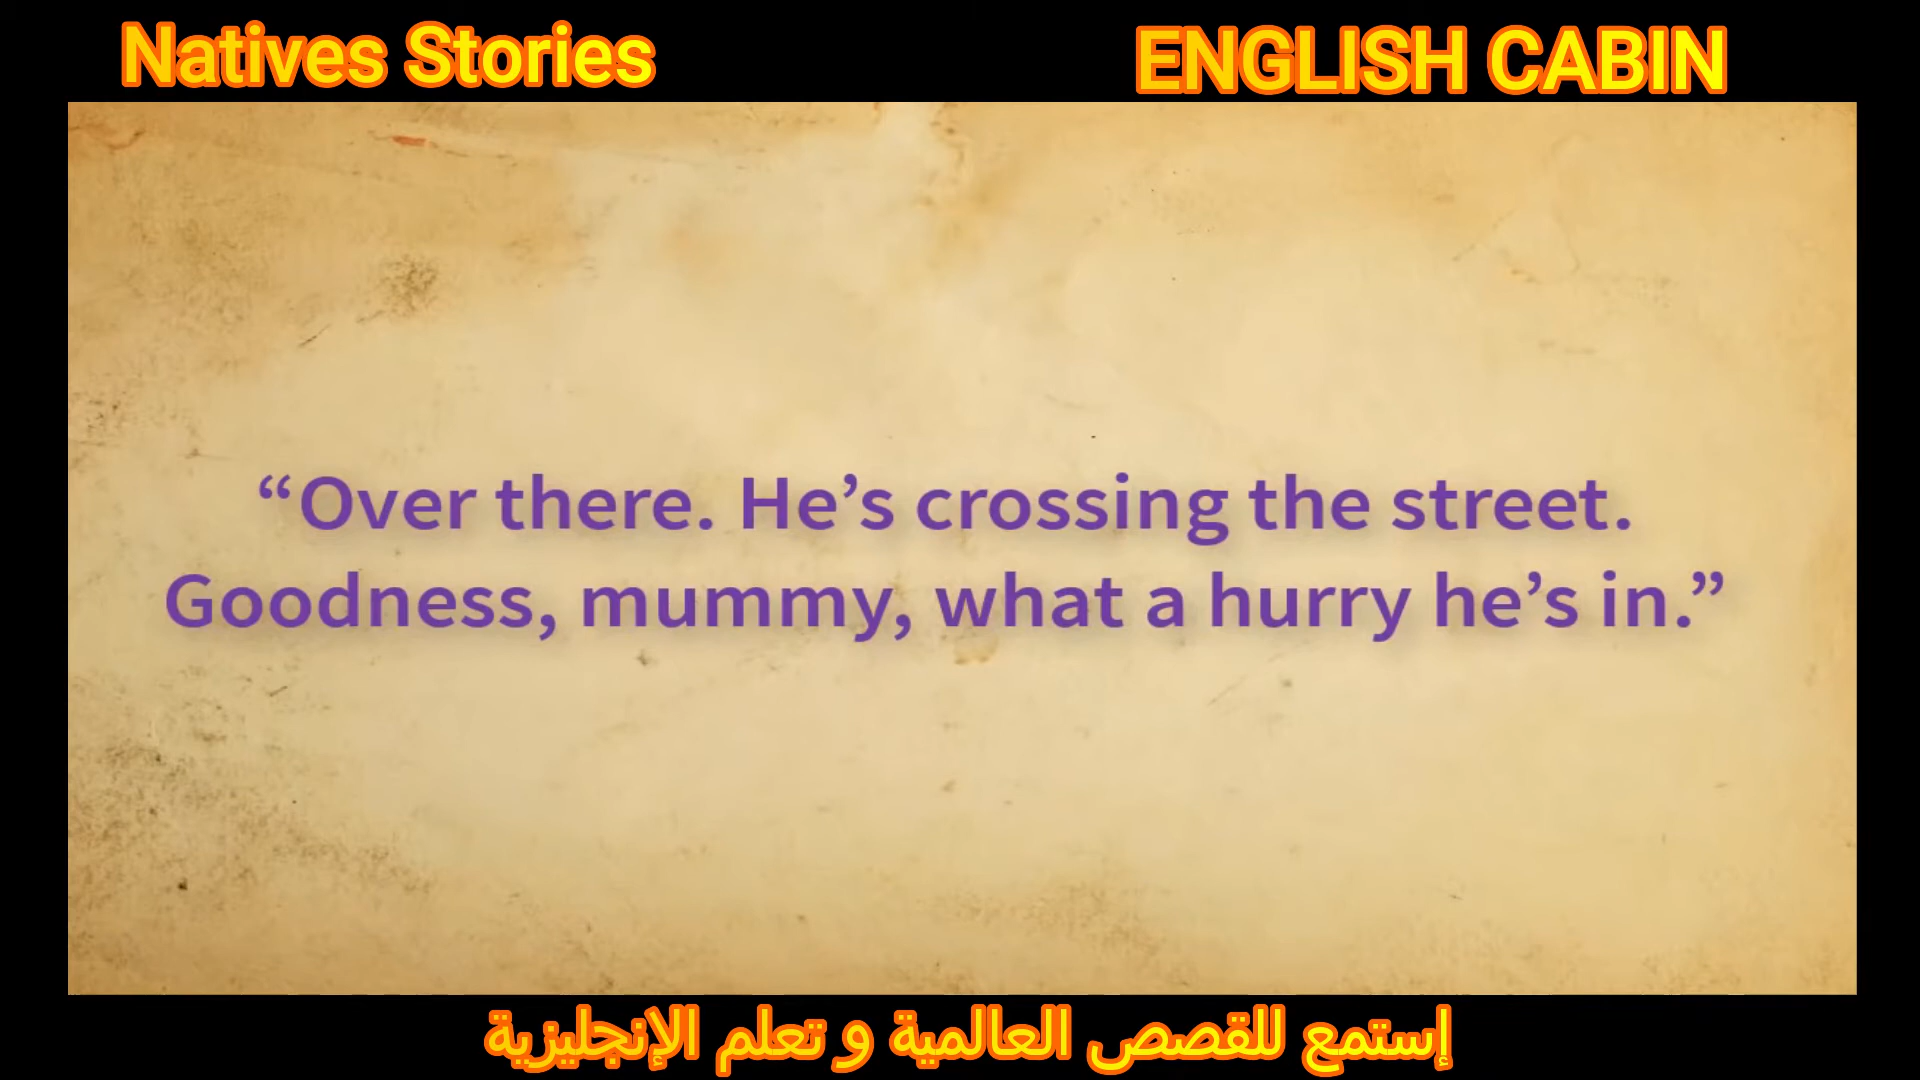 Natives Stories
ENGLISH CABIN
“Over there. He’s crossing the street.
Goodness, mummy, what a hurry he’s in.”
إستمع للقصص العالمية و تعلم الإنجليزية